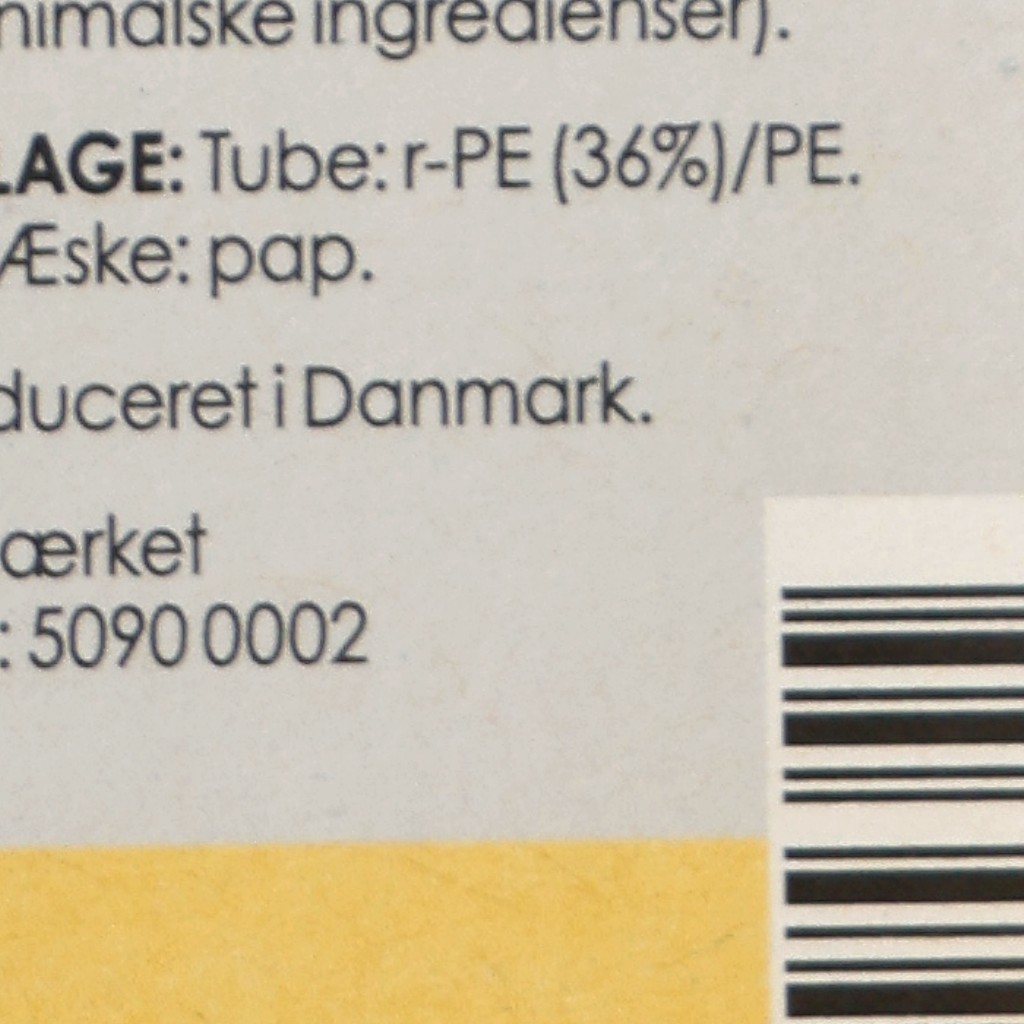 nimalske ingredienser).
LAGE: Tube: r-PE (36%)/PE.
Æske: pap.
duceret i Danmark.
ærket
: 5090 0002